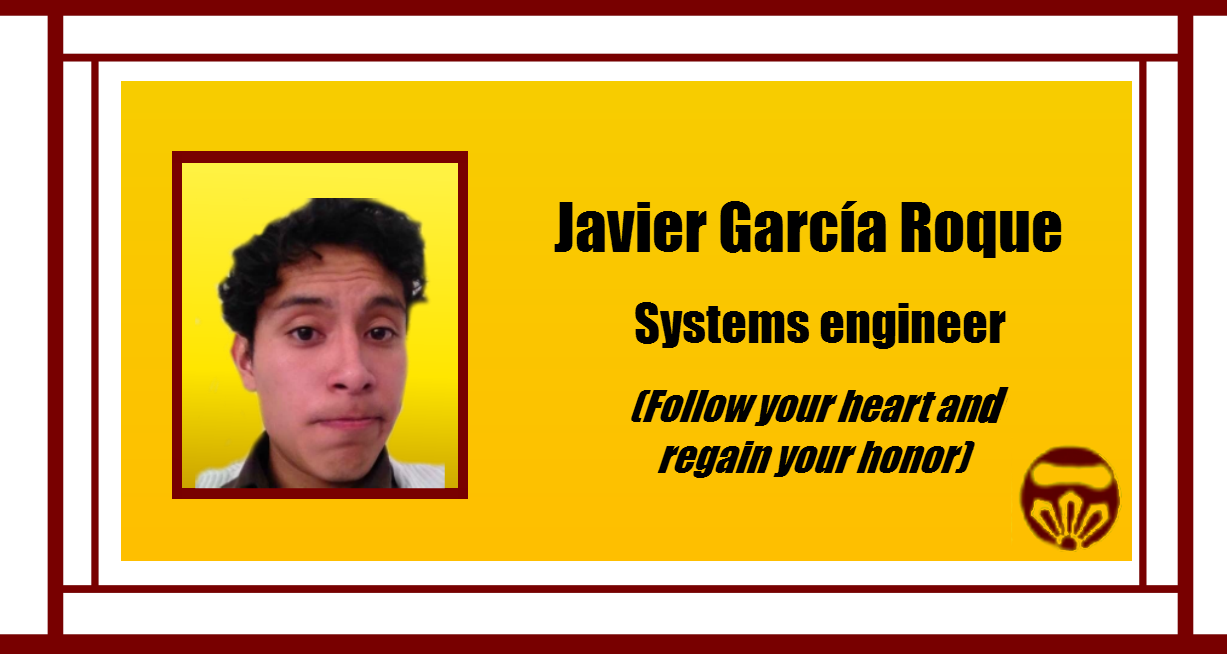 Javier García Roque
Systems engineer
(Follow your heart and
regain your honor)